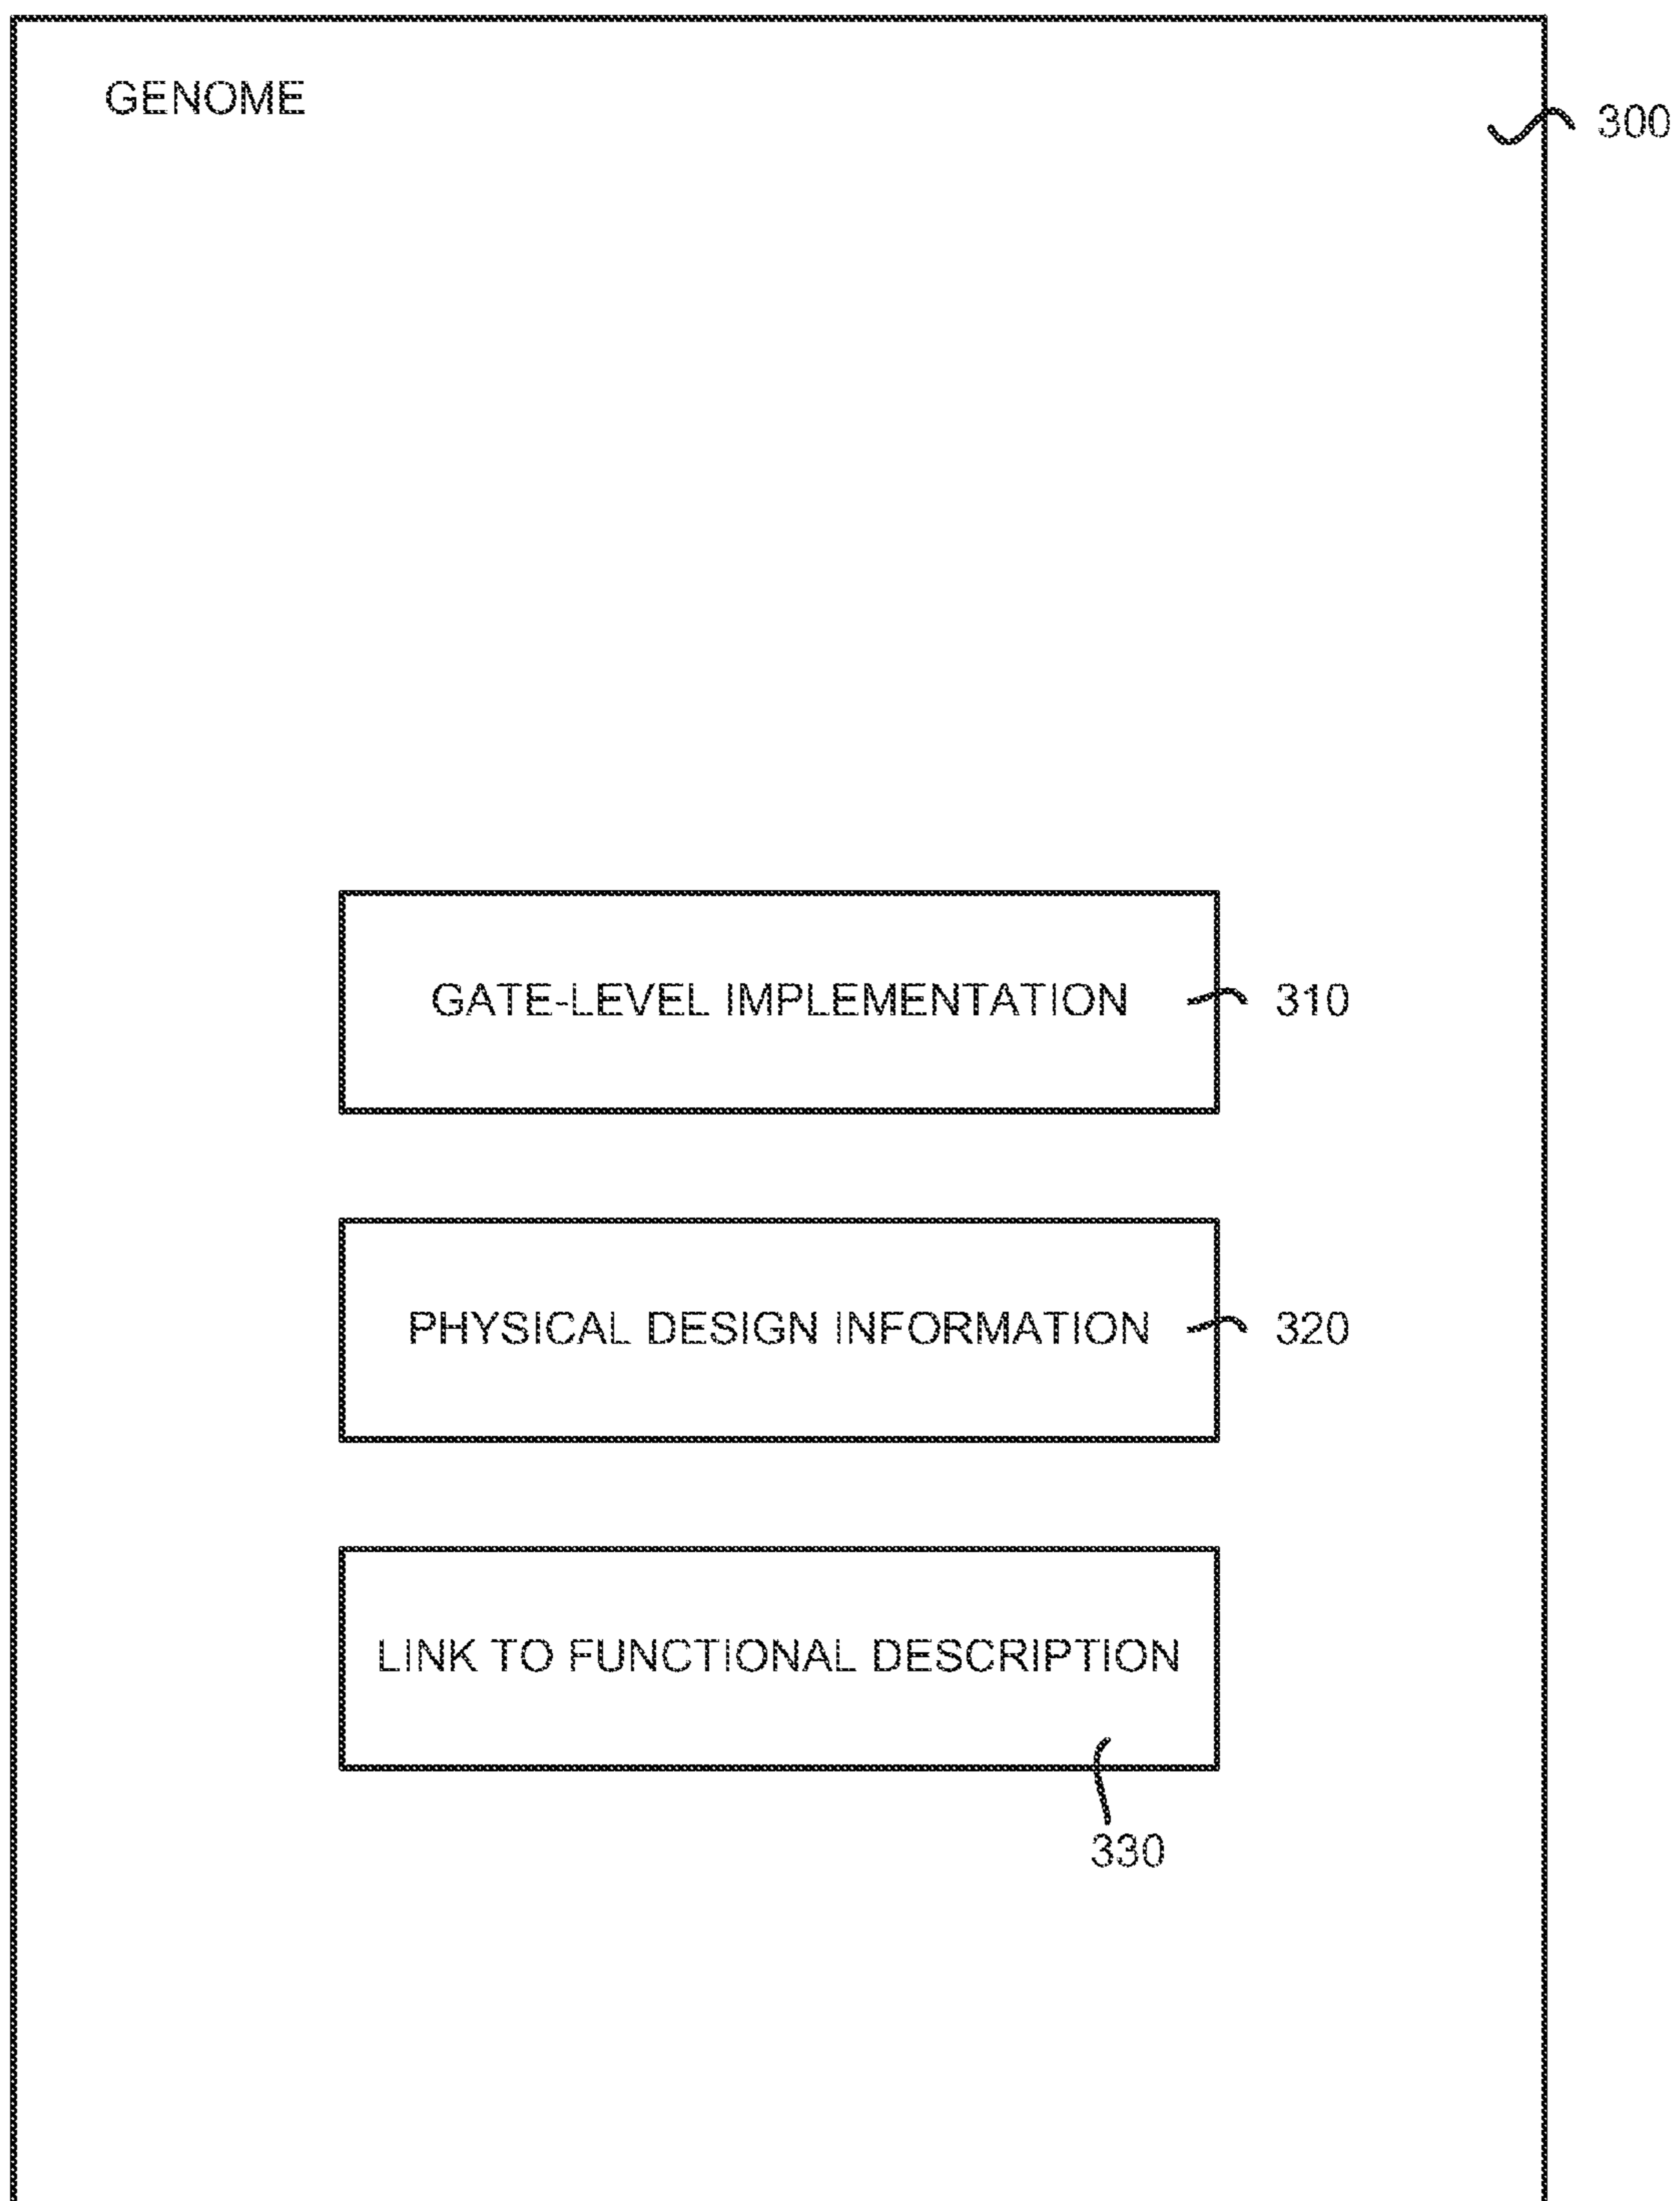 GENOME
300
GATE-LEVEL IMPLEMENTATION
310
PHYSICAL DESIGN INFORMATION
320
LINK TO FUNCTIONAL DESCRIPTION
330